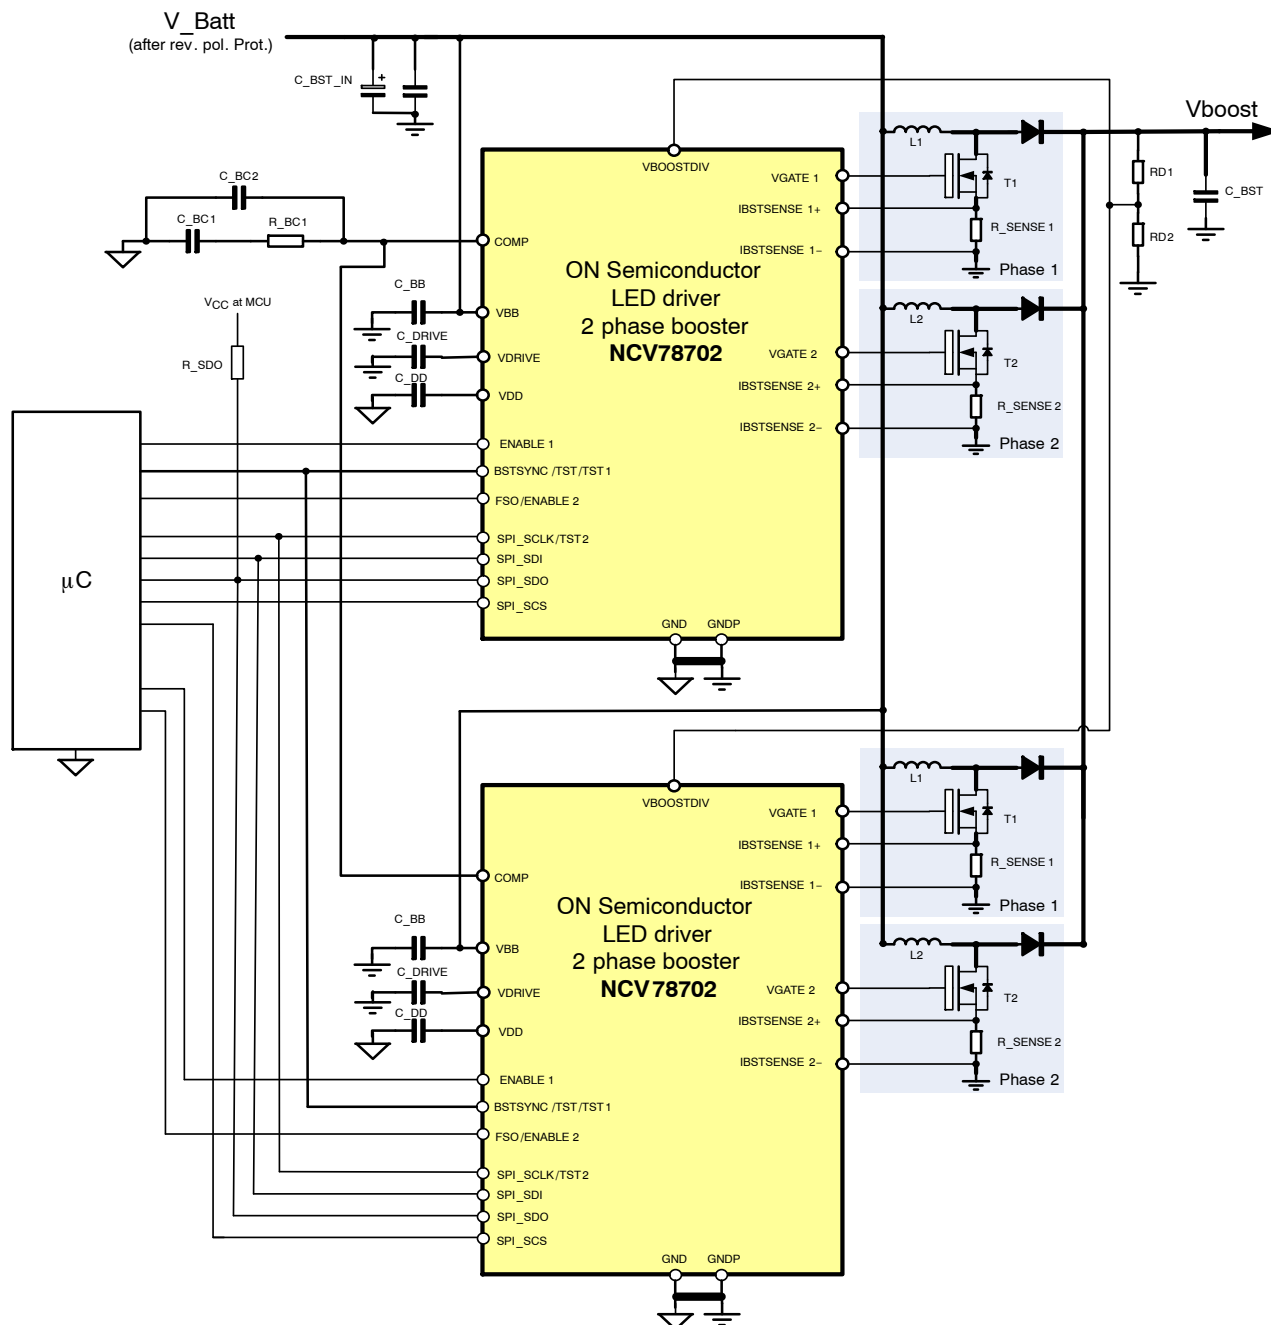 V_Batt
(after rev. pol. Prot.)
C_BST_IN
+
Vboost
L1
VBOOSTDIV
VGATE 1
T1
RD1
C_BST
C_BC2
IBSTSENSE 1+
C_BC1
R_BC1
R_SENSE 1
RD2
COMP
IBSTSENSE 1−
Phase 1
ON Semiconductor
LED driver
2 phase booster
NCV78702
C_BB
VCC at MCU
VBB
L2
C_DRIVE
R_SDO
VDRIVE
VGATE 2
T2
C_DD
VDD
IBSTSENSE 2+
R_SENSE 2
IBSTSENSE 2−
Phase 2
ENABLE 1
BSTSYNC /TST/TST1
FSO/ENABLE 2
SPI_SCLK/TST2
SPI_SDI
µC
SPI_SDO
SPI_SCS
GND
GNDP
L1
VBOOSTDIV
VGATE 1
T1
IBSTSENSE 1+
R_SENSE 1
COMP
IBSTSENSE 1−
Phase 1
ON Semiconductor
LED driver
2 phase booster
NCV78702
C_BB
VBB
L2
C_DRIVE
VDRIVE
VGATE 2
T2
C_DD
VDD
IBSTSENSE 2+
R_SENSE 2
IBSTSENSE 2−
Phase 2
ENABLE 1
BSTSYNC /TST/TST1
FSO/ENABLE 2
SPI_SCLK/TST2
SPI_SDI
SPI_SDO
SPI_SCS
GND
GNDP